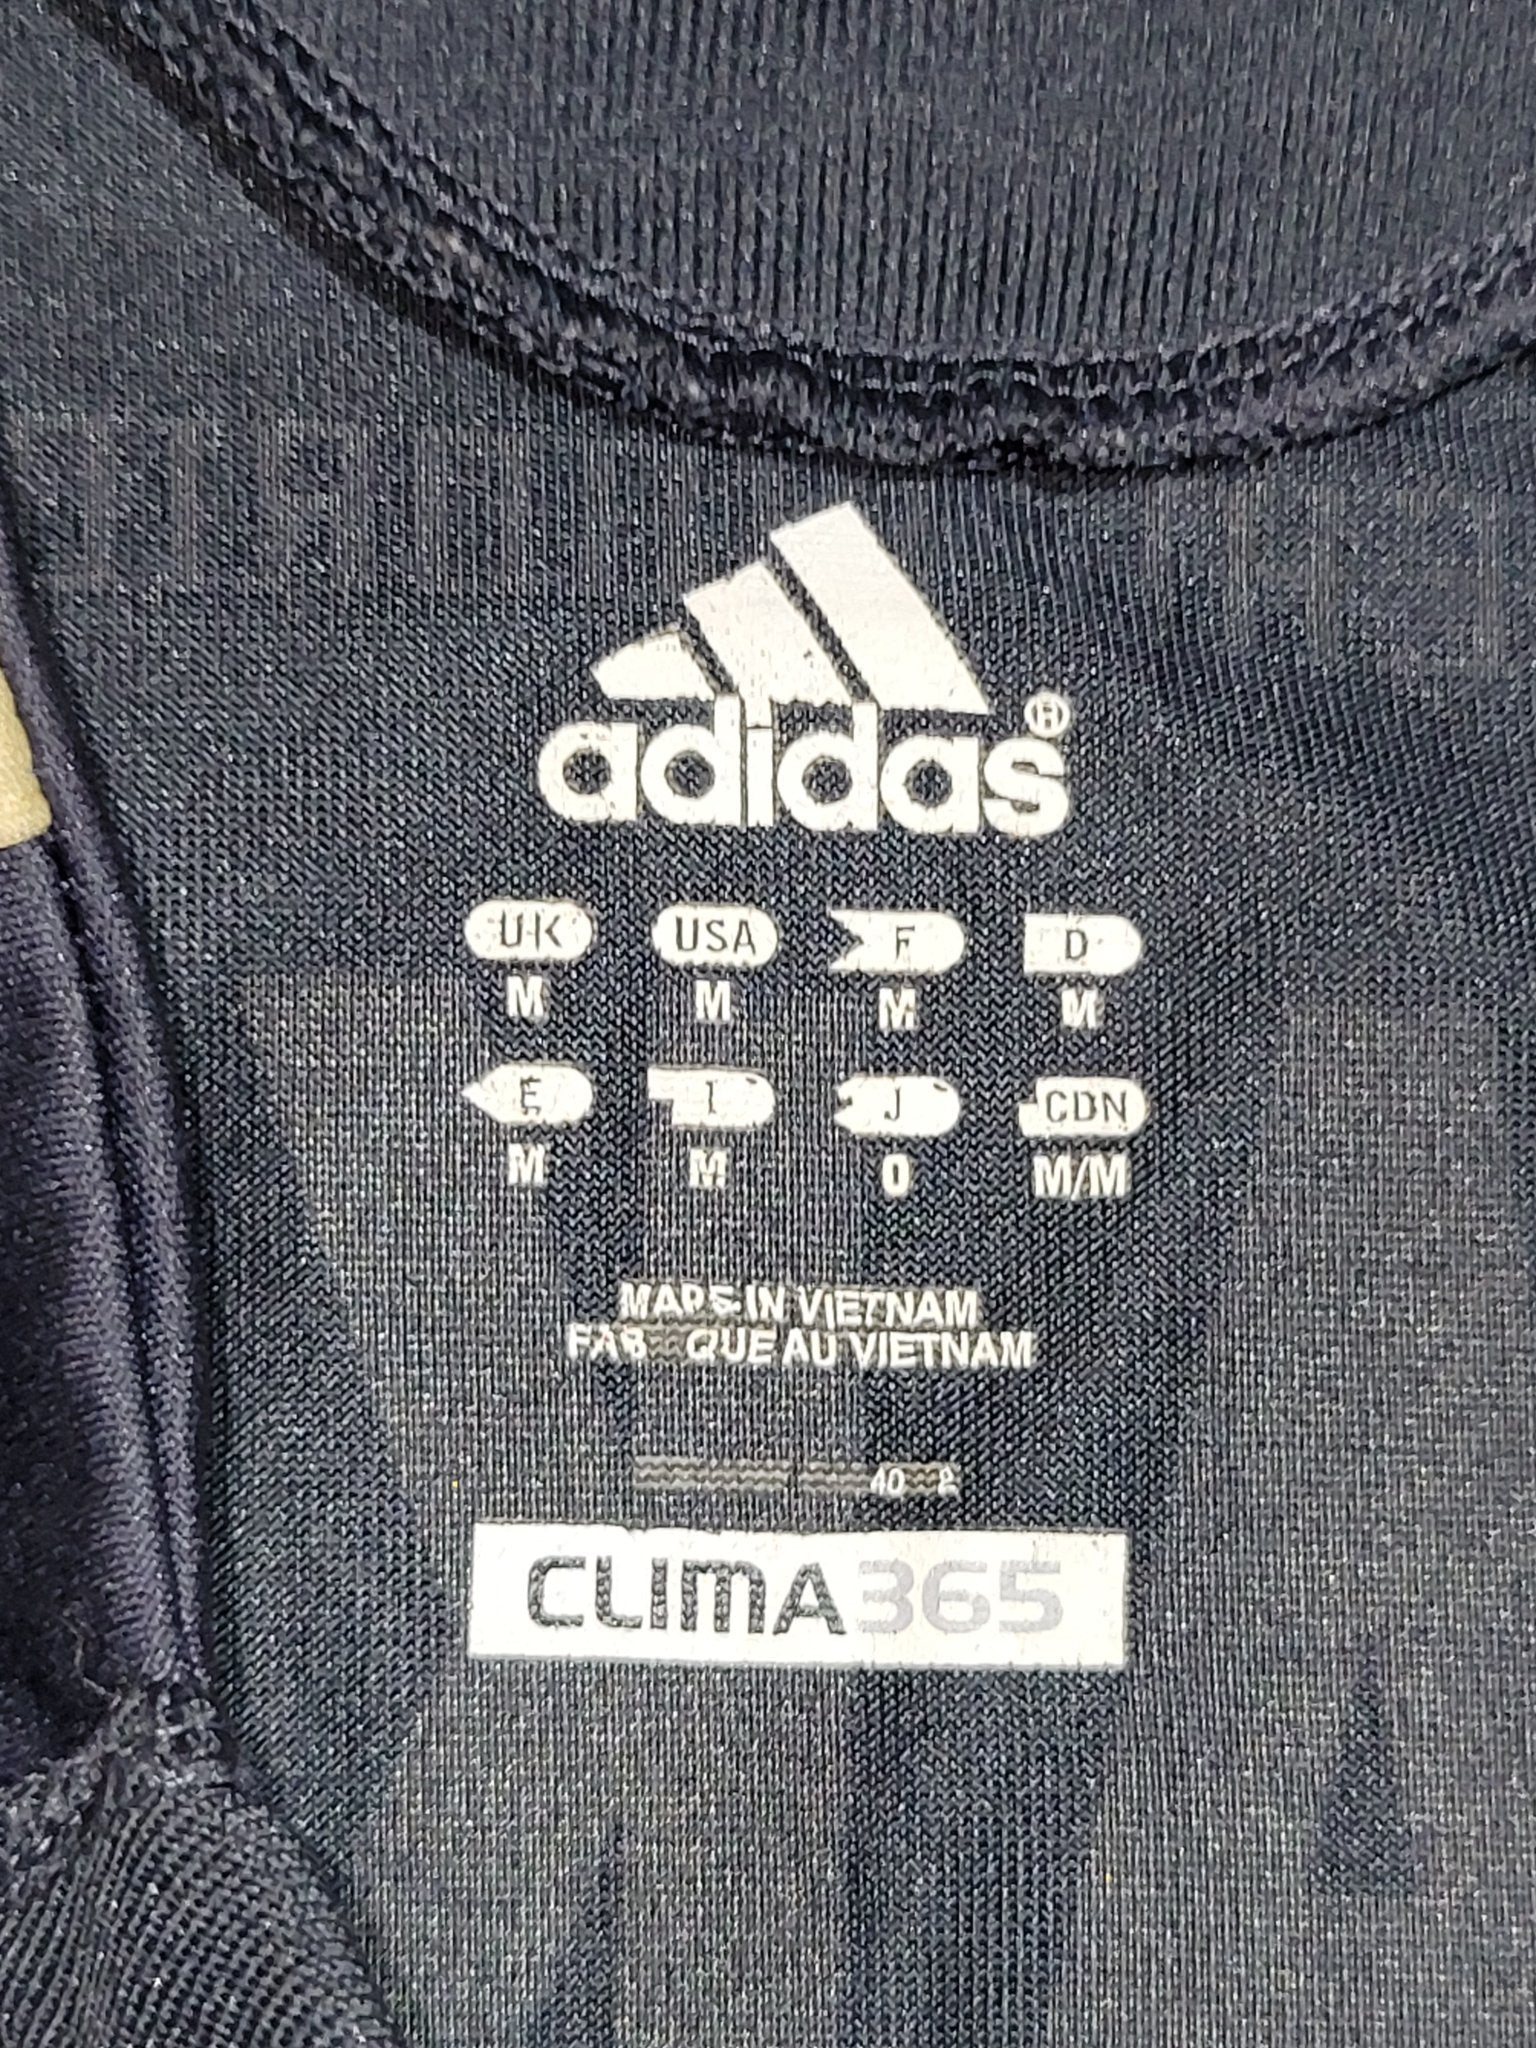 adidas®
UK USA F D
M M M M
E I J CDN
M M O M/M
MADE IN VIETNAM
QUE AU VIETNAM
CLIMA365